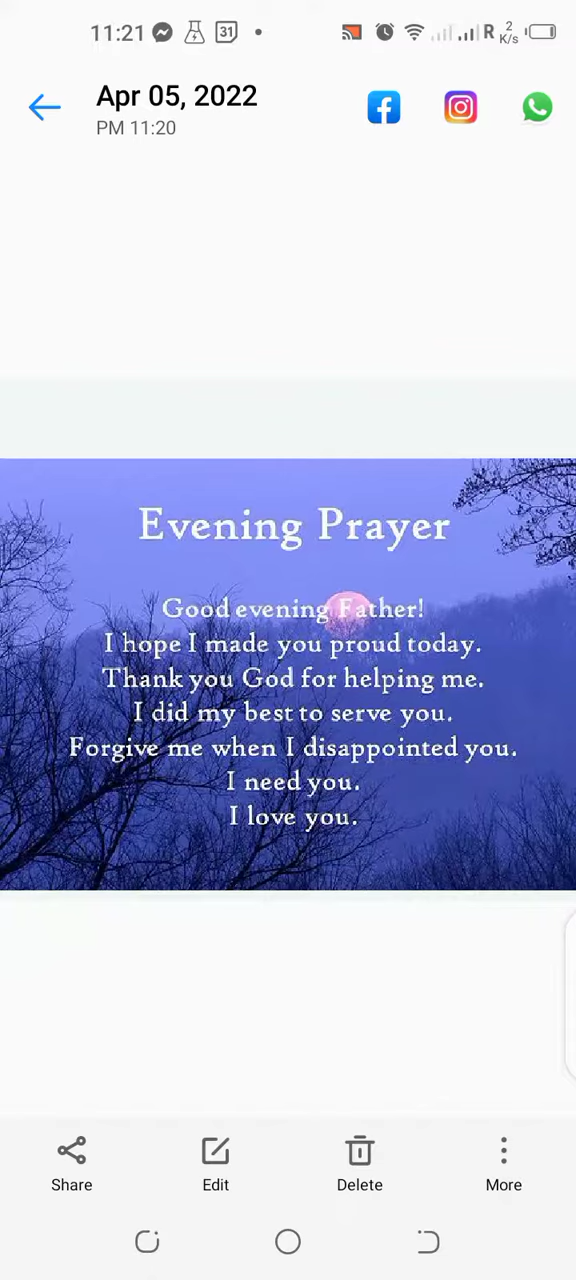 11:21
31
R
2
K/s
Apr 05, 2022
PM 11:20
Evening Prayer
Good evening Father!
I hope I made you proud today.
Thank you God for helping me.
I did my best to serve you.
Forgive me when I disappointed you.
I need you.
I love you.
Share
Edit
Delete
More